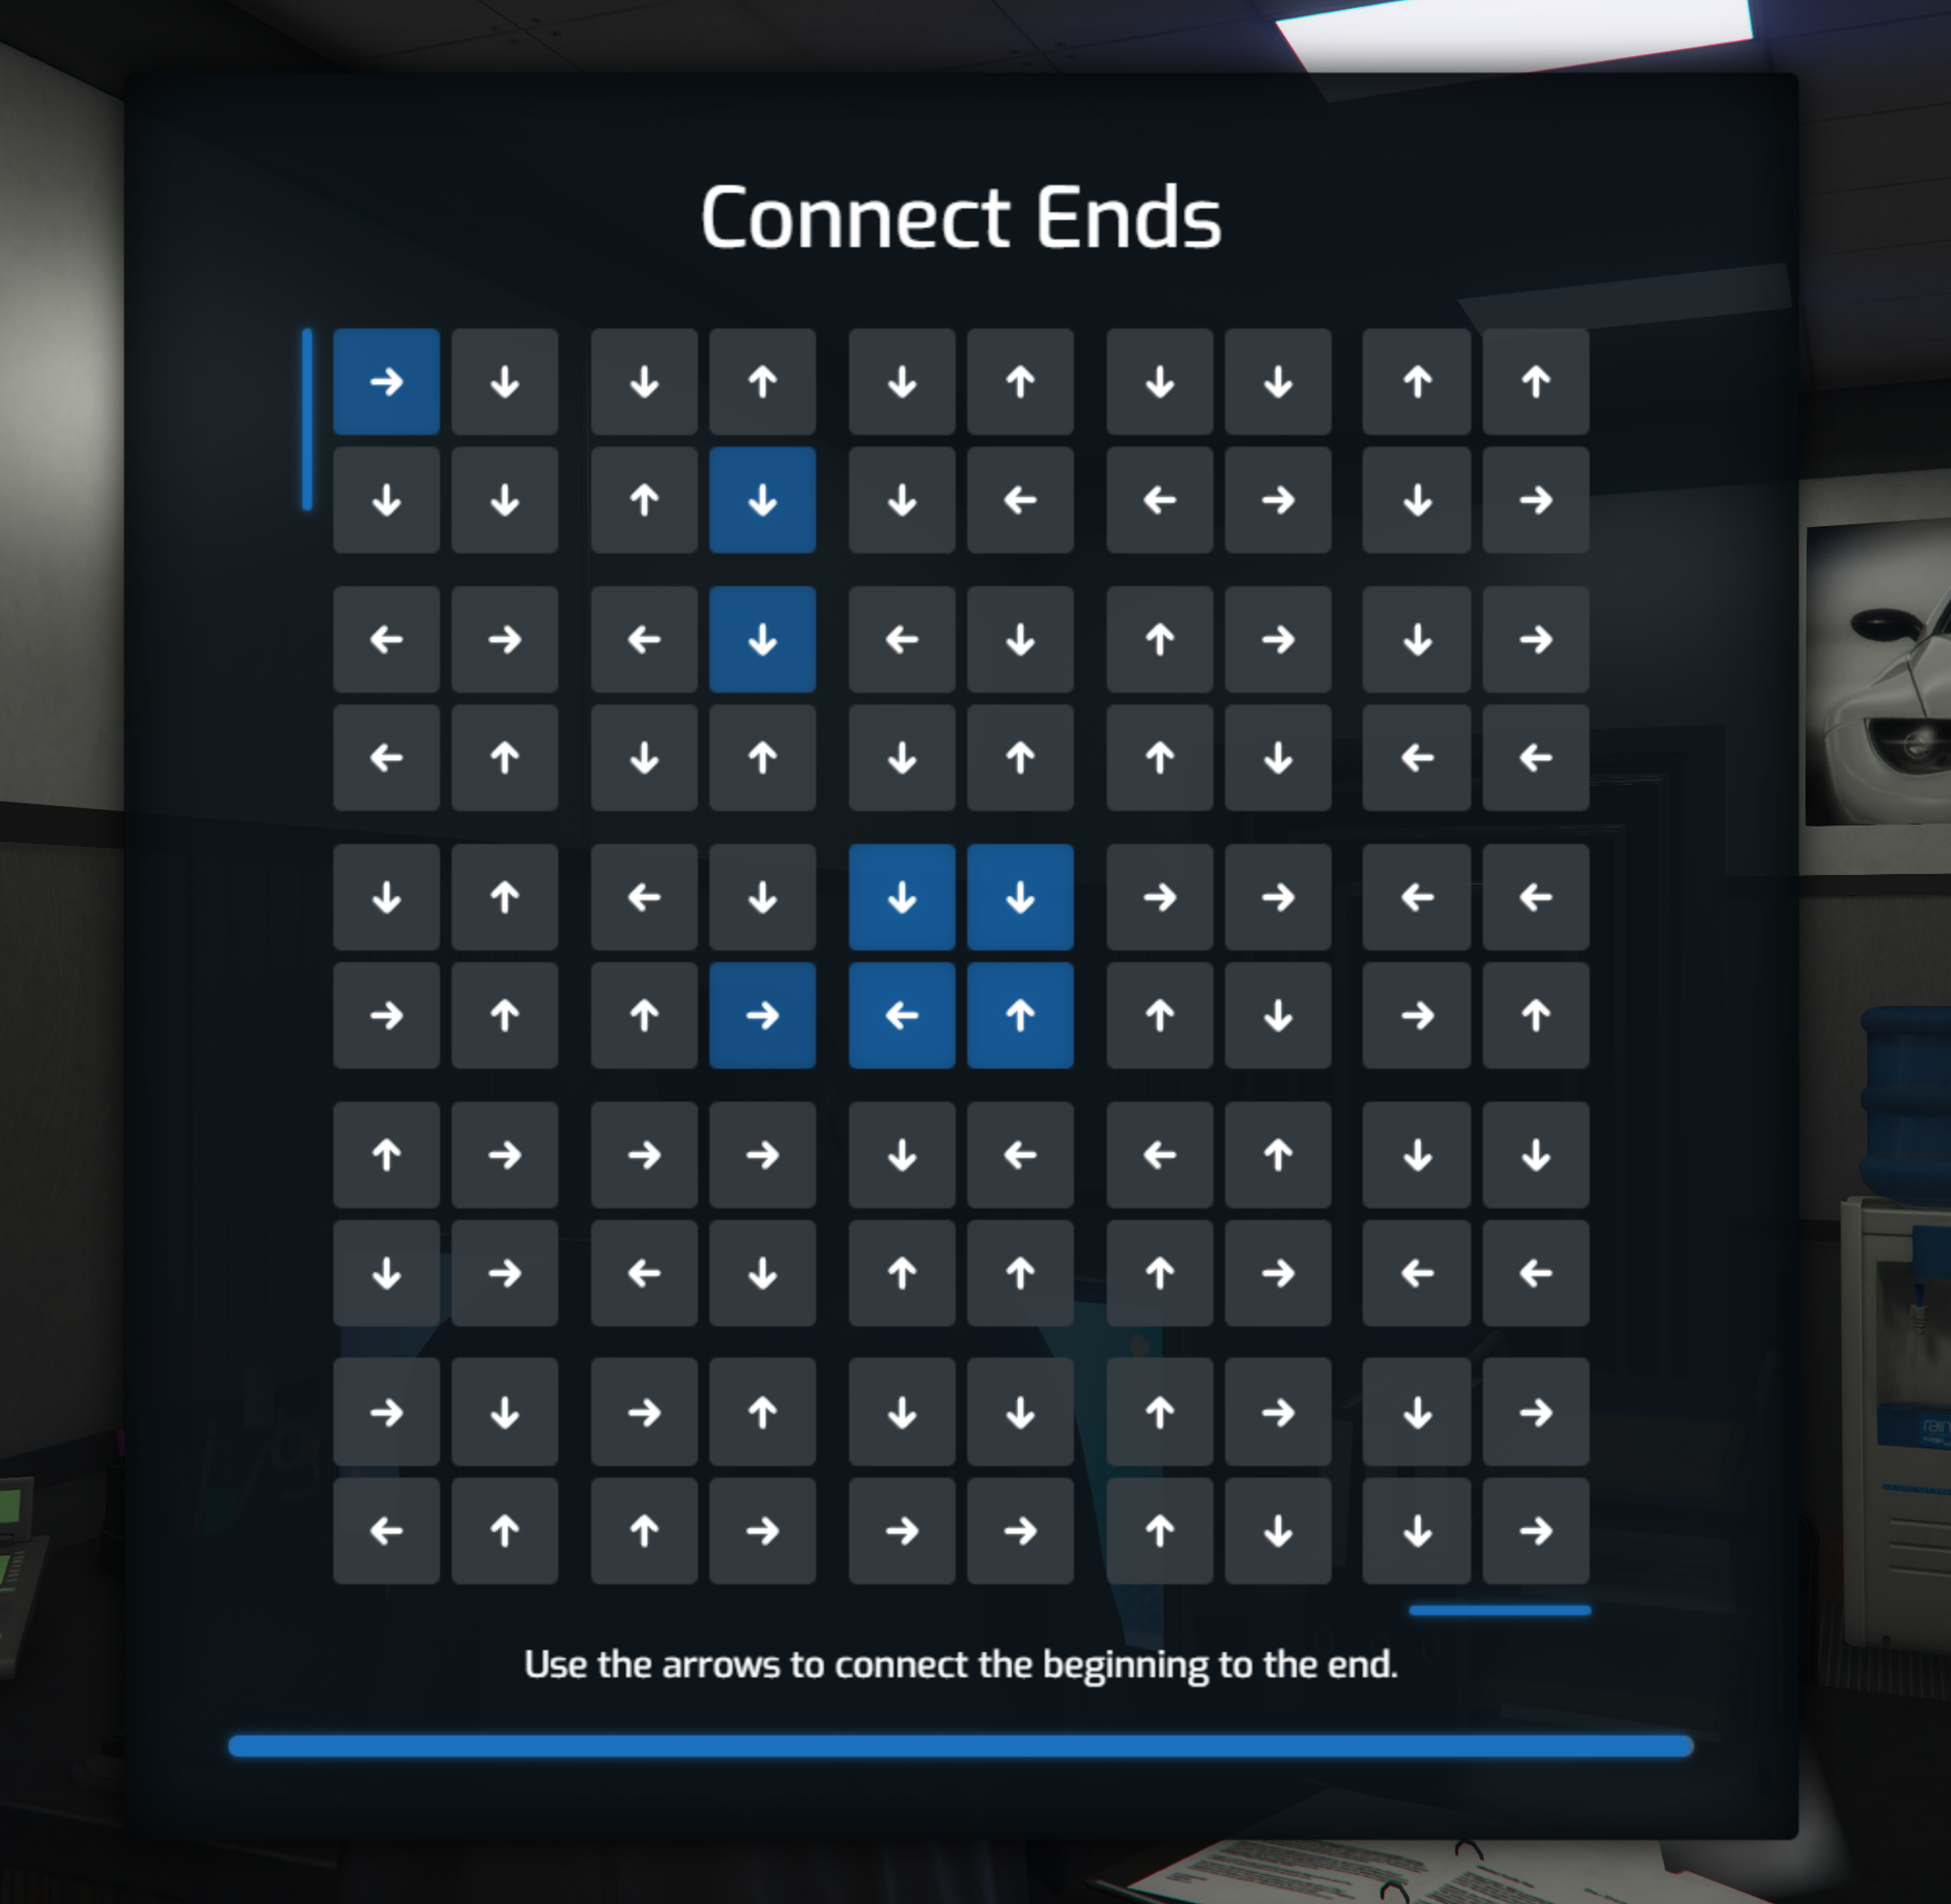 Connect Ends
→ ↓ ↓ ↑ ↓ ↑ ↓ ↓ ↑ ↑
↓ ↓ ↑ ↓ ↓ ← ← → ↓ →
← → ← ↓ ← ↓ ↑ → ↓ →
← ↑ ↓ ↑ ↓ ↑ ↑ ↓ ← ←
↓ ↑ ← ↓ ↓ ↓ → → ← ←
→ ↑ ↑ → ← ↑ ↑ ↓ → ↑
↑ → → → ↓ ← ← ↑ ↓ ↓
↓ → ← ↓ ↑ ↑ ↑ → ← ←
→ ↓ → ↑ ↓ ↓ ↑ → ↓ →
← ↑ ↑ → → → ↑ ↓ ↓ →
Use the arrows to connect the beginning to the end.